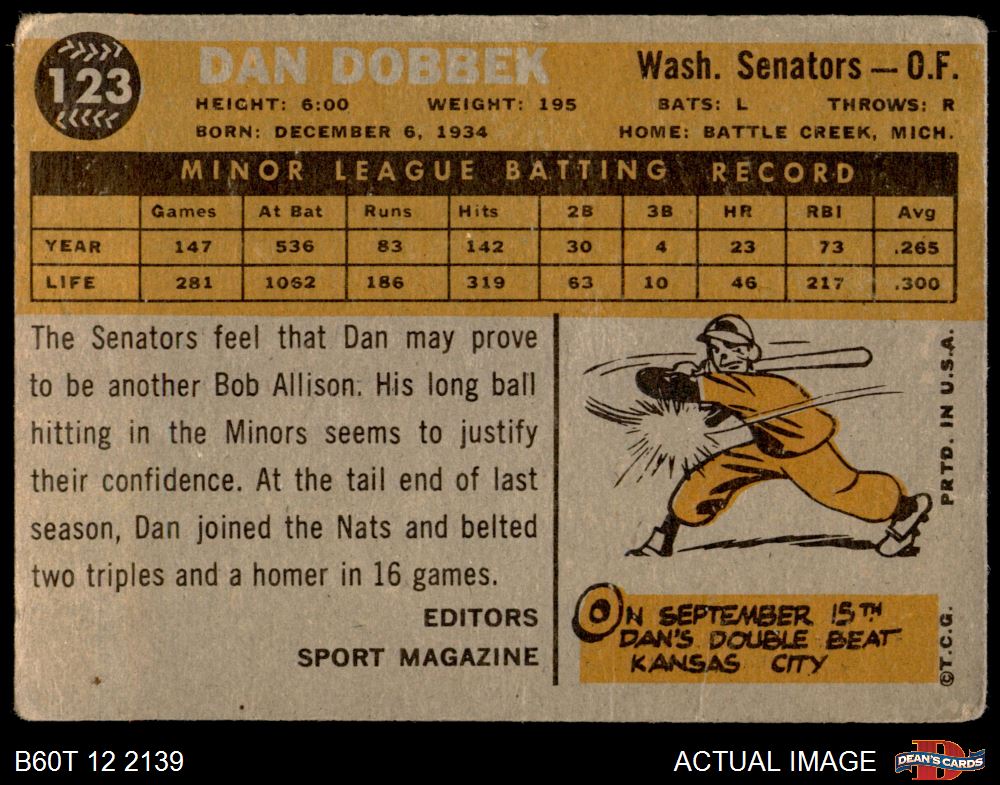 123
DAN DOBBEK
Wash. Senators — O.F.
HEIGHT: 6:00 WEIGHT: 195 BATS: L THROWS: R
BORN: DECEMBER 6, 1934 HOME: BATTLE CREEK, MICH.
MINOR LEAGUE BATTING RECORD
Games At Bat Runs Hits 2B 3B HR RBI Avg
YEAR 147 536 83 142 30 4 23 73 .265
LIFE 281 1062 186 319 63 10 46 217 .300
The Senators feel that Dan may prove
to be another Bob Allison. His long ball
hitting in the Minors seems to justify
their confidence. At the tail end of last
season, Dan joined the Nats and belted
two triples and a homer in 16 games.
EDITORS
SPORT MAGAZINE
ON SEPTEMBER 15TH
DAN'S DOUBLE BEAT
KANSAS CITY
PRTD. IN U.S.A.
©T.C.G.
B60T 12 2139
ACTUAL IMAGE
DEAN'S CARDS